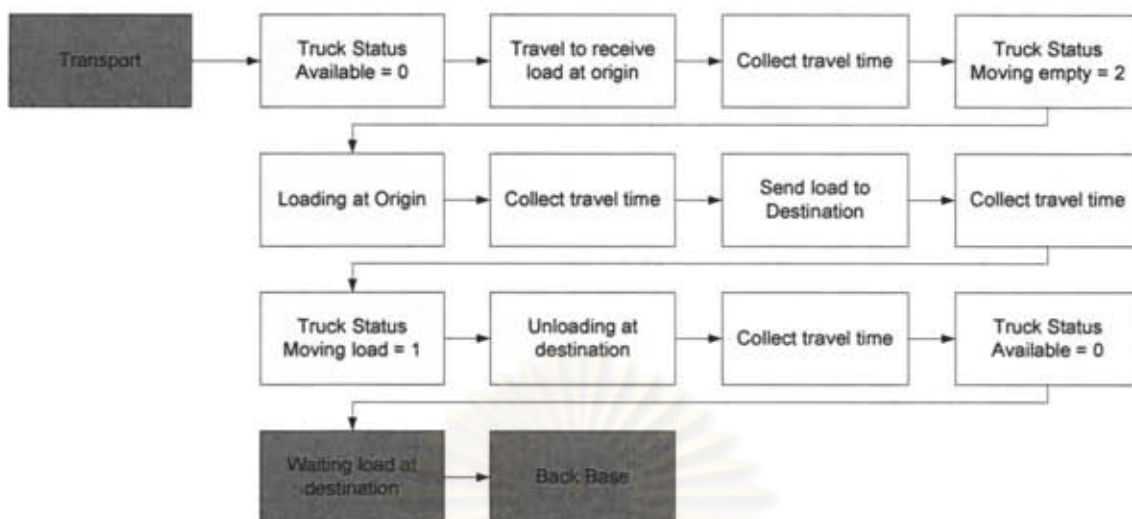 Transport
Truck Status
Available = 0
Travel to receive
load at origin
Collect travel time
Truck Status
Moving empty = 2
Loading at Origin
Collect travel time
Send load to
Destination
Collect travel time
Truck Status
Moving load = 1
Unloading at
destination
Collect travel time
Truck Status
Available = 0
Waiting load at
destination
Back Base